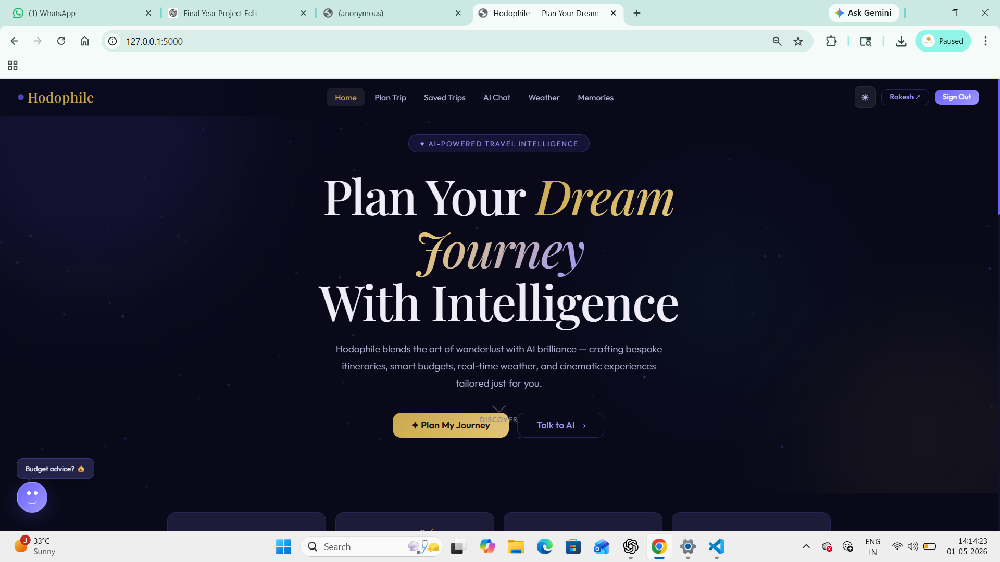 (1) WhatsApp
Final Year Project Edit
(anonymous)
Hodophile — Plan Your Dream
Ask Gemini
127.0.0.1:5000
Paused
Hodophile
Home
Plan Trip
Saved Trips
AI Chat
Weather
Memories
Rakesh ↗
Sign Out
✦ AI-POWERED TRAVEL INTELLIGENCE
Plan Your Dream
Journey
With Intelligence
Hodophile blends the art of wanderlust with AI brilliance — crafting bespoke
itineraries, smart budgets, real-time weather, and cinematic experiences
tailored just for you.
DISCOVER
✦ Plan My Journey
Talk to AI →
Budget advice? 💰
3
33°C
Sunny
Search
ENG
IN
14:14:23
01-05-2026